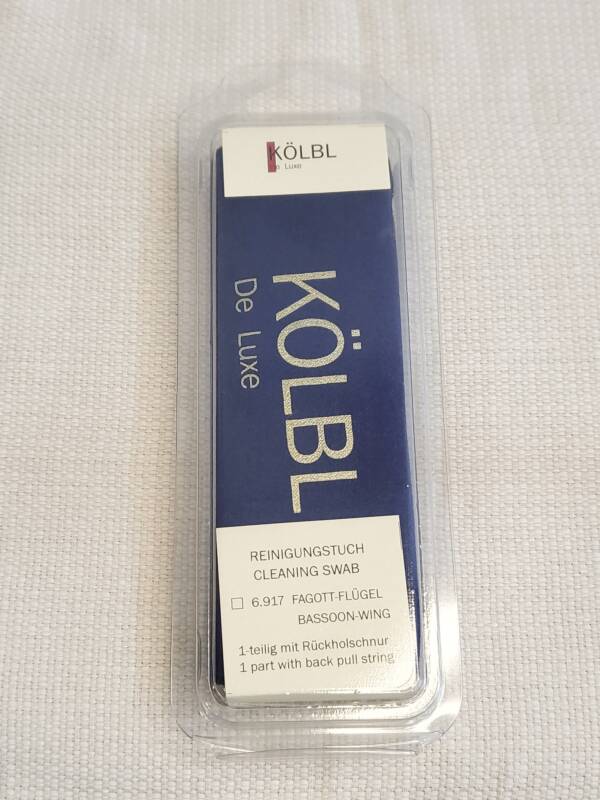 KÖLBL
De Luxe
KÖLBL
De Luxe
REINIGUNGSTUCH
CLEANING SWAB
6.917 FAGOTT-FLÜGEL
BASSOON-WING
1-teilig mit Rückholschnur
1 part with back pull string